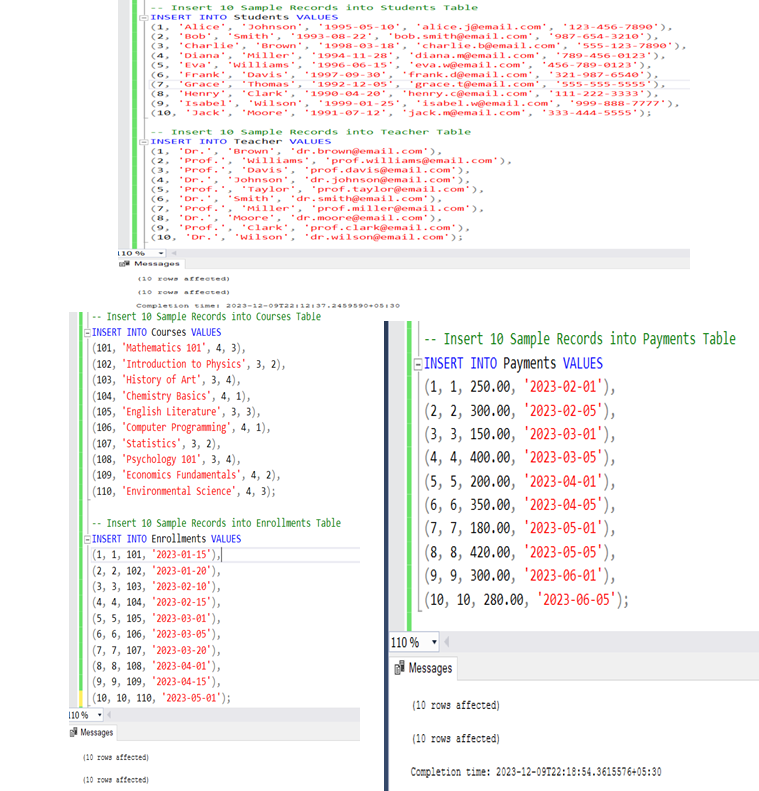 -- Insert 10 Sample Records into Students Table
INSERT INTO Students VALUES
(1, 'Alice', 'Johnson', '1995-05-10', 'alice.j@email.com', '123-456-7890'),
(2, 'Bob', 'Smith', '1993-08-22', 'bob.smith@email.com', '987-654-3210'),
(3, 'Charlie', 'Brown', '1998-03-18', 'charlie.b@email.com', '555-123-7890'),
(4, 'Diana', 'Miller', '1994-11-28', 'diana.m@email.com', '789-456-0123'),
(5, 'Eva', 'Williams', '1996-06-15', 'eva.w@email.com', '456-789-0123'),
(6, 'Frank', 'Davis', '1997-09-30', 'frank.d@email.com', '321-987-6540'),
(7, 'Grace', 'Thomas', '1992-12-05', 'grace.t@email.com', '555-555-5555'),
(8, 'Henry', 'Clark', '1990-04-20', 'henry.c@email.com', '111-222-3333'),
(9, 'Isabel', 'Wilson', '1999-01-25', 'isabel.w@email.com', '999-888-7777'),
(10, 'Jack', 'Moore', '1991-07-12', 'jack.m@email.com', '333-444-5555');
-- Insert 10 Sample Records into Teacher Table
INSERT INTO Teacher VALUES
(1, 'Dr.', 'Brown', 'dr.brown@email.com'),
(2, 'Prof.', 'Williams', 'prof.williams@email.com'),
(3, 'Prof.', 'Davis', 'prof.davis@email.com'),
(4, 'Dr.', 'Johnson', 'dr.johnson@email.com'),
(5, 'Prof.', 'Taylor', 'prof.taylor@email.com'),
(6, 'Dr.', 'Smith', 'dr.smith@email.com'),
(7, 'Prof.', 'Miller', 'prof.miller@email.com'),
(8, 'Dr.', 'Moore', 'dr.moore@email.com'),
(9, 'Prof.', 'Clark', 'prof.clark@email.com'),
(10, 'Dr.', 'Wilson', 'dr.wilson@email.com');
110 %
Messages
(10 rows affected)
(10 rows affected)
Completion time: 2023-12-09T22:12:37.2459590+05:30
-- Insert 10 Sample Records into Courses Table
INSERT INTO Courses VALUES
(101, 'Mathematics 101', 4, 3),
(102, 'Introduction to Physics', 3, 2),
(103, 'History of Art', 3, 4),
(104, 'Chemistry Basics', 4, 1),
(105, 'English Literature', 3, 3),
(106, 'Computer Programming', 4, 1),
(107, 'Statistics', 3, 2),
(108, 'Psychology 101', 3, 4),
(109, 'Economics Fundamentals', 4, 2),
(110, 'Environmental Science', 4, 3);
-- Insert 10 Sample Records into Enrollments Table
INSERT INTO Enrollments VALUES
(1, 1, 101, '2023-01-15'),
(2, 2, 102, '2023-01-20'),
(3, 3, 103, '2023-02-10'),
(4, 4, 104, '2023-02-15'),
(5, 5, 105, '2023-03-01'),
(6, 6, 106, '2023-03-05'),
(7, 7, 107, '2023-03-20'),
(8, 8, 108, '2023-04-01'),
(9, 9, 109, '2023-04-15'),
(10, 10, 110, '2023-05-01');
110 %
Messages
(10 rows affected)
(10 rows affected)
-- Insert 10 Sample Records into Payments Table
INSERT INTO Payments VALUES
(1, 1, 250.00, '2023-02-01'),
(2, 2, 300.00, '2023-02-05'),
(3, 3, 150.00, '2023-03-01'),
(4, 4, 400.00, '2023-03-05'),
(5, 5, 200.00, '2023-04-01'),
(6, 6, 350.00, '2023-04-05'),
(7, 7, 180.00, '2023-05-01'),
(8, 8, 420.00, '2023-05-05'),
(9, 9, 300.00, '2023-06-01'),
(10, 10, 280.00, '2023-06-05');
110 %
Messages
(10 rows affected)
(10 rows affected)
Completion time: 2023-12-09T22:18:54.3615576+05:30